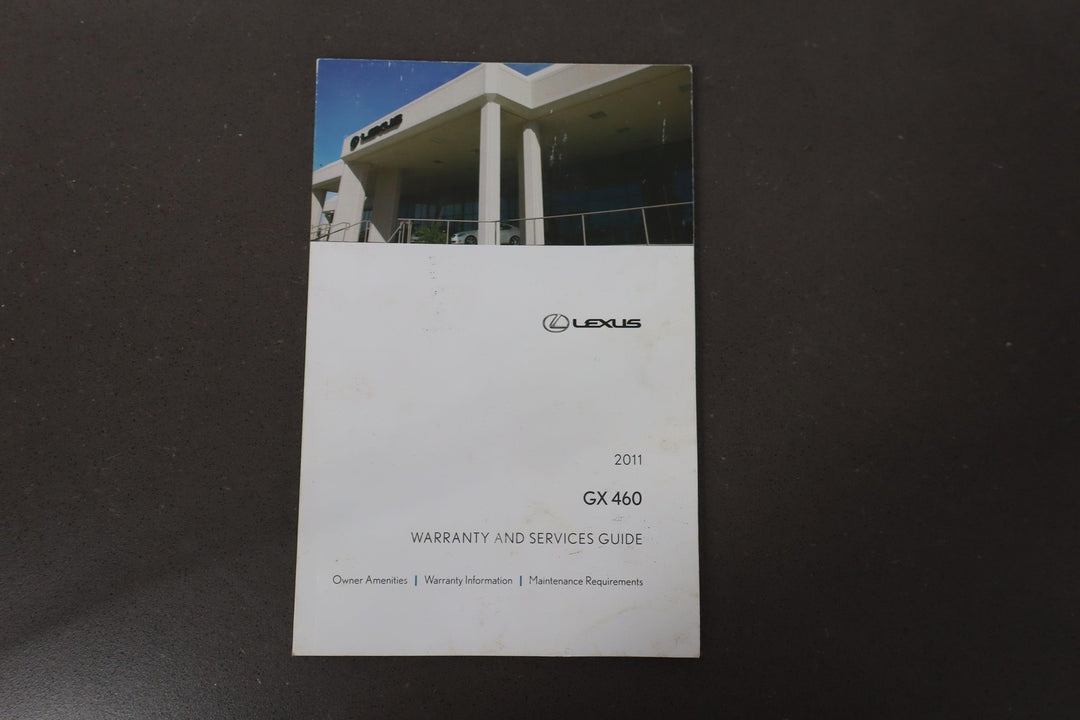 LEXUS
LEXUS
2011
GX 460
WARRANTY AND SERVICES GUIDE
Owner Amenities | Warranty Information | Maintenance Requirements